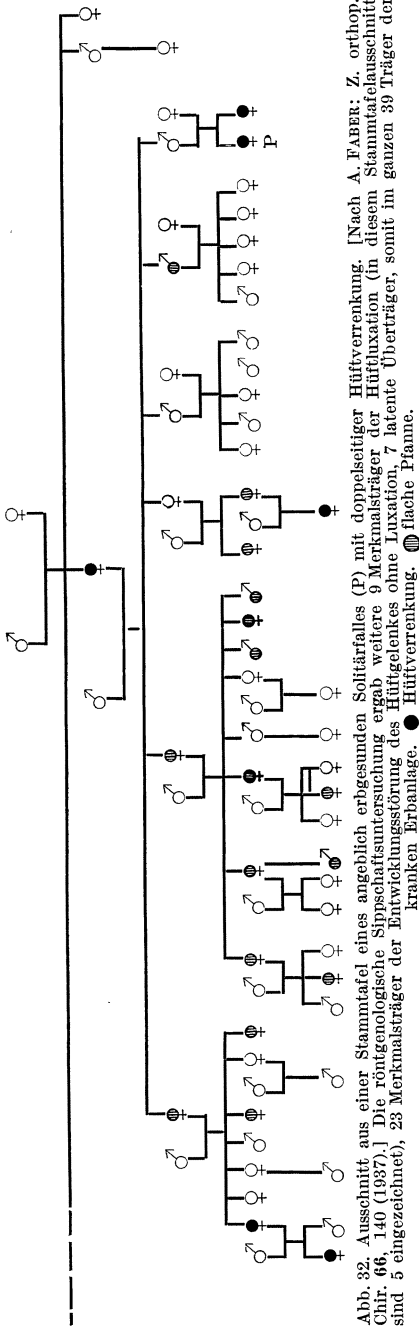 P
Abb. 32. Ausschnitt aus einer Stammtafel eines angeblich erbgesunden Solitärfalles (P) mit doppelseitiger Hüftverrenkung. [Nach A. FABER: Z. orthop.
Chir. 66, 140 (1937).] Die röntgenologische Sippschaftsuntersuchung ergab weitere 9 Merkmalsträger der Hüftluxation (in diesem Stammtafelausschnitt
sind 5 eingezeichnet), 23 Merkmalsträger der Entwicklungsstörung des Hüftgelenkes ohne Luxation, 7 latente Überträger, somit im ganzen 39 Träger der
kranken Erbanlage. ● Hüftverrenkung. ◍ flache Pfanne.